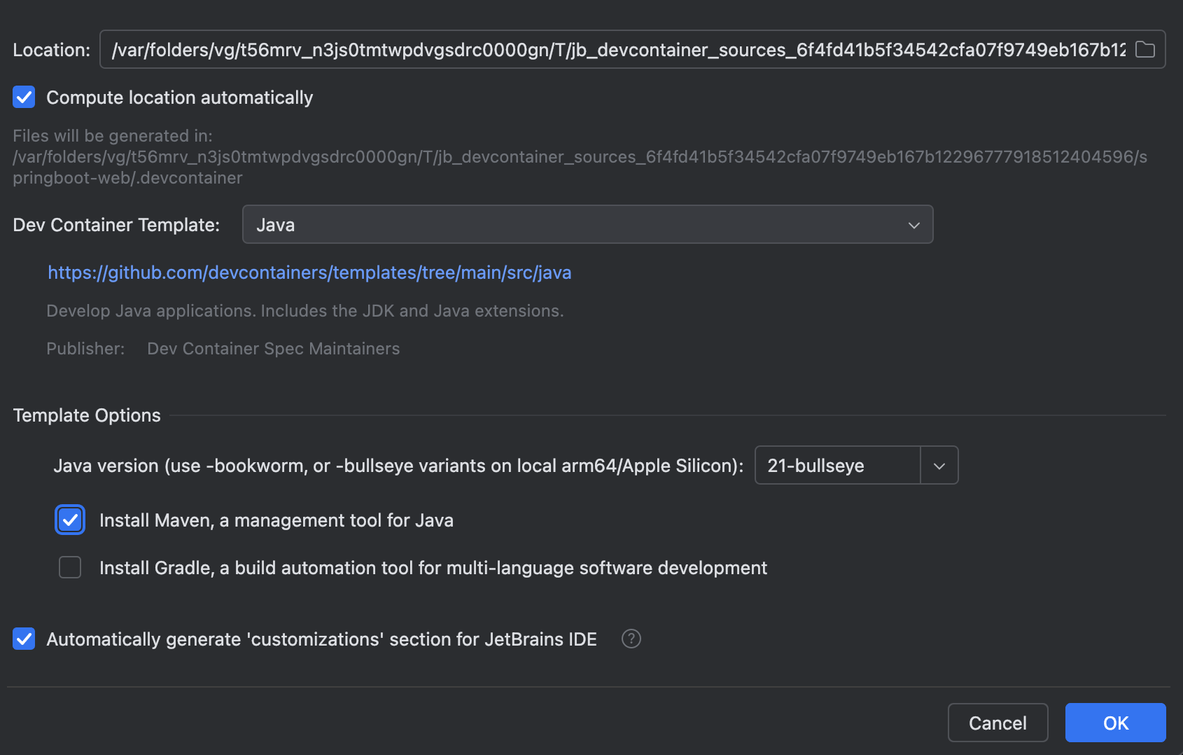 Location: /var/folders/vg/t56mrv_n3js0tmtwpdvgsdrc0000gn/T/jb_devcontainer_sources_6f4fd41b5f34542cfa07f9749eb167b12
Compute location automatically
Files will be generated in:
/var/folders/vg/t56mrv_n3js0tmtwpdvgsdrc0000gn/T/jb_devcontainer_sources_6f4fd41b5f34542cfa07f9749eb167b12296777918512404596/s
pringboot-web/.devcontainer
Dev Container Template: Java
https://github.com/devcontainers/templates/tree/main/src/java
Develop Java applications. Includes the JDK and Java extensions.
Publisher: Dev Container Spec Maintainers
Template Options
Java version (use -bookworm, or -bullseye variants on local arm64/Apple Silicon): 21-bullseye
Install Maven, a management tool for Java
Install Gradle, a build automation tool for multi-language software development
Automatically generate 'customizations' section for JetBrains IDE ?
Cancel OK